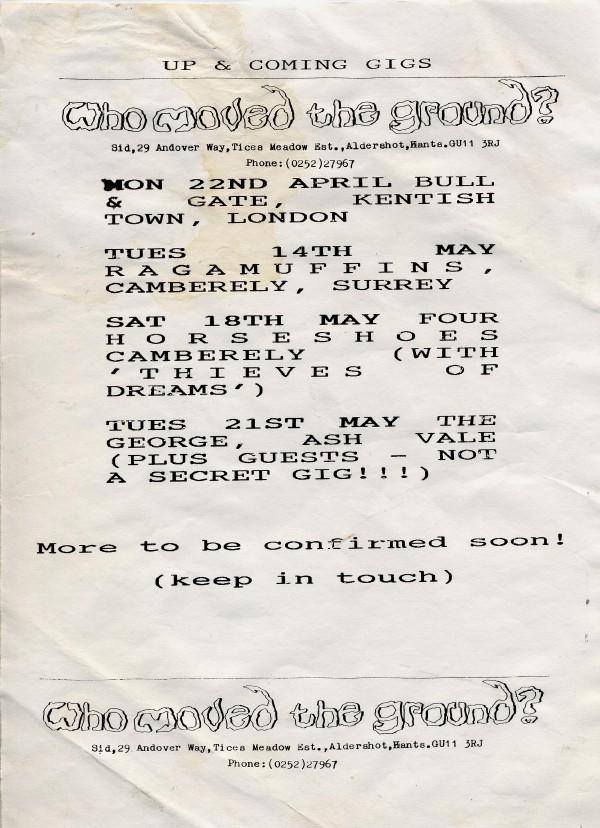 UP & COMING GIGS
Who moved the ground?
Sid,29 Andover Way,Tices Meadow Est.,Aldershot,Hants.GU11 3RJ
Phone:(0252)27967
MON 22ND APRIL BULL
& GATE, KENTISH
TOWN, LONDON
TUES 14TH MAY
RAGAMUFFINS,
CAMBERELY, SURREY
SAT 18TH MAY FOUR
HORSESHOES
CAMBERELY (WITH
'THIEVES OF
DREAMS')
TUES 21ST MAY THE
GEORGE, ASH VALE
(PLUS GUESTS - NOT
A SECRET GIG!!!)
More to be confirmed soon!
(keep in touch)
Who moved the ground?
Sid,29 Andover Way,Tices Meadow Est.,Aldershot,Hants.GU11 3RJ
Phone:(0252)27967